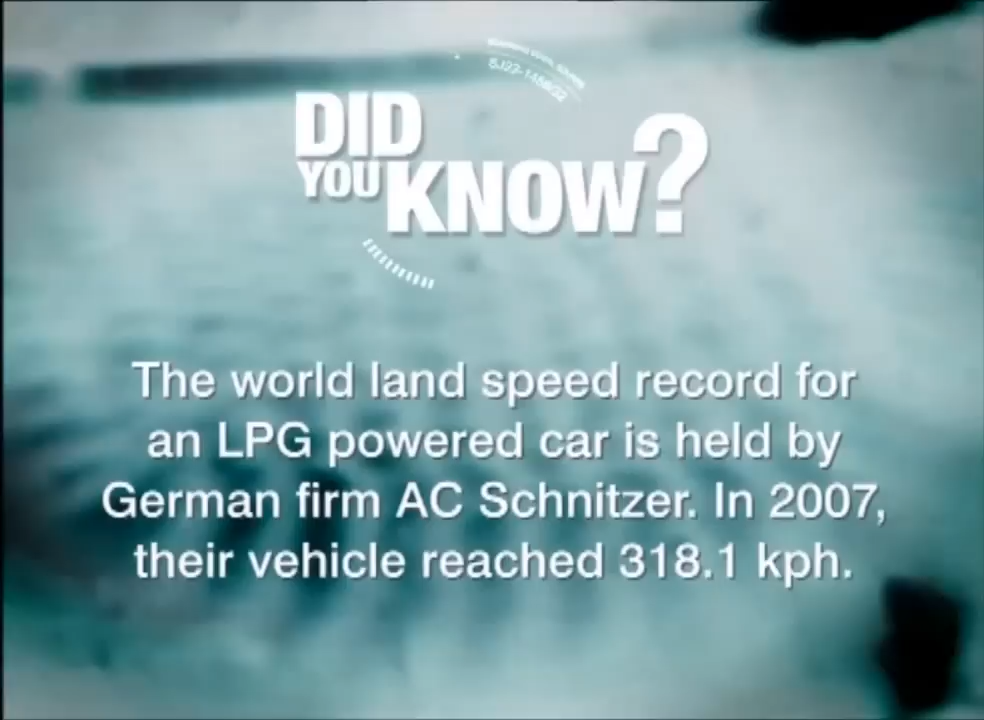 DID
YOU KNOW?
The world land speed record for
an LPG powered car is held by
German firm AC Schnitzer. In 2007,
their vehicle reached 318.1 kph.